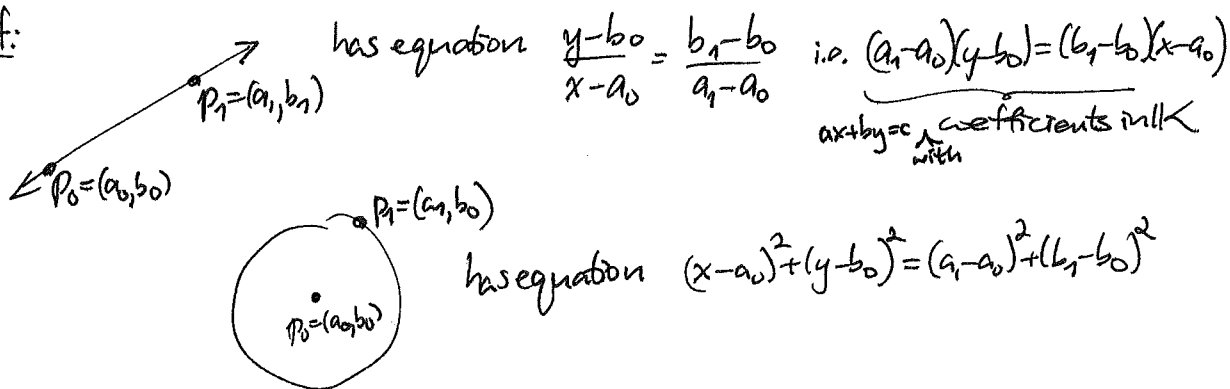 f:
has equation (y-b₀)/(x-a₀) = (b₁-b₀)/(a₁-a₀) i.e. (a₁-a₀)(y-b₀)=(b₁-b₀)(x-a₀)
p₁=(a₁,b₁)
ax+by=c with coefficients in K
p₀=(a₀,b₀)
p₁=(a₁,b₀)
has equation (x-a₀)²+(y-b₀)²=(a₁-a₀)²+(b₁-b₀)²
p₀=(a₀,b₀)